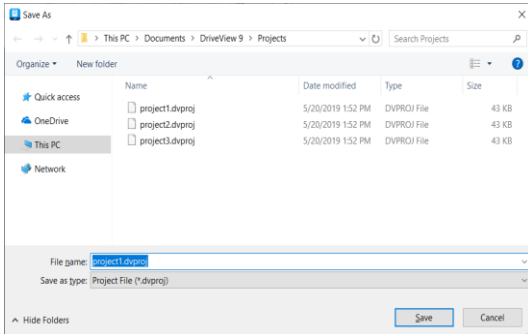 Save As
This PC > Documents > DriveView 9 > Projects
Search Projects
Organize
New folder
Name Date modified Type Size
Quick access
OneDrive
This PC
Network
project1.dvproj 5/20/2019 1:52 PM DVPROJ File 43 KB
project2.dvproj 5/20/2019 1:52 PM DVPROJ File 43 KB
project3.dvproj 5/20/2019 1:52 PM DVPROJ File 43 KB
File name: project1.dvproj
Save as type: Project File (*.dvproj)
Hide Folders
Save
Cancel